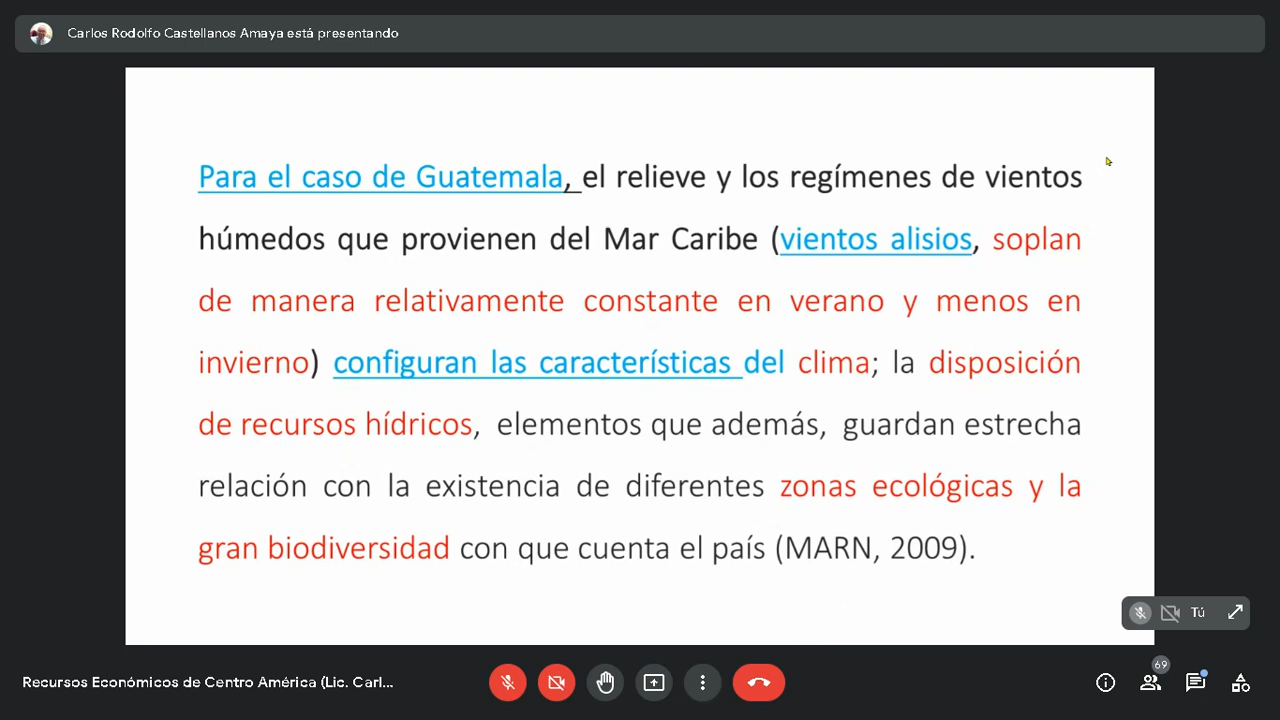 Carlos Rodolfo Castellanos Amaya está presentando
Para el caso de Guatemala, el relieve y los regímenes de vientos
húmedos que provienen del Mar Caribe (vientos alisios, soplan
de manera relativamente constante en verano y menos en
invierno) configuran las características del clima; la disposición
de recursos hídricos, elementos que además, guardan estrecha
relación con la existencia de diferentes zonas ecológicas y la
gran biodiversidad con que cuenta el país (MARN, 2009).
Tú
69
Recursos Económicos de Centro América (Lic. Carl...